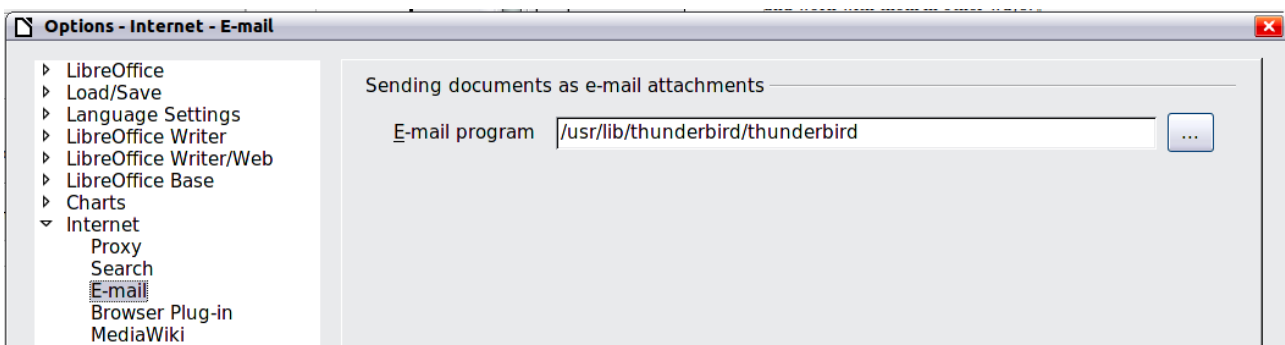 Options - Internet - E-mail
LibreOffice
Load/Save
Language Settings
LibreOffice Writer
LibreOffice Writer/Web
LibreOffice Base
Charts
Internet
Proxy
Search
E-mail
Browser Plug-in
MediaWiki
Sending documents as e-mail attachments
E-mail program /usr/lib/thunderbird/thunderbird ...